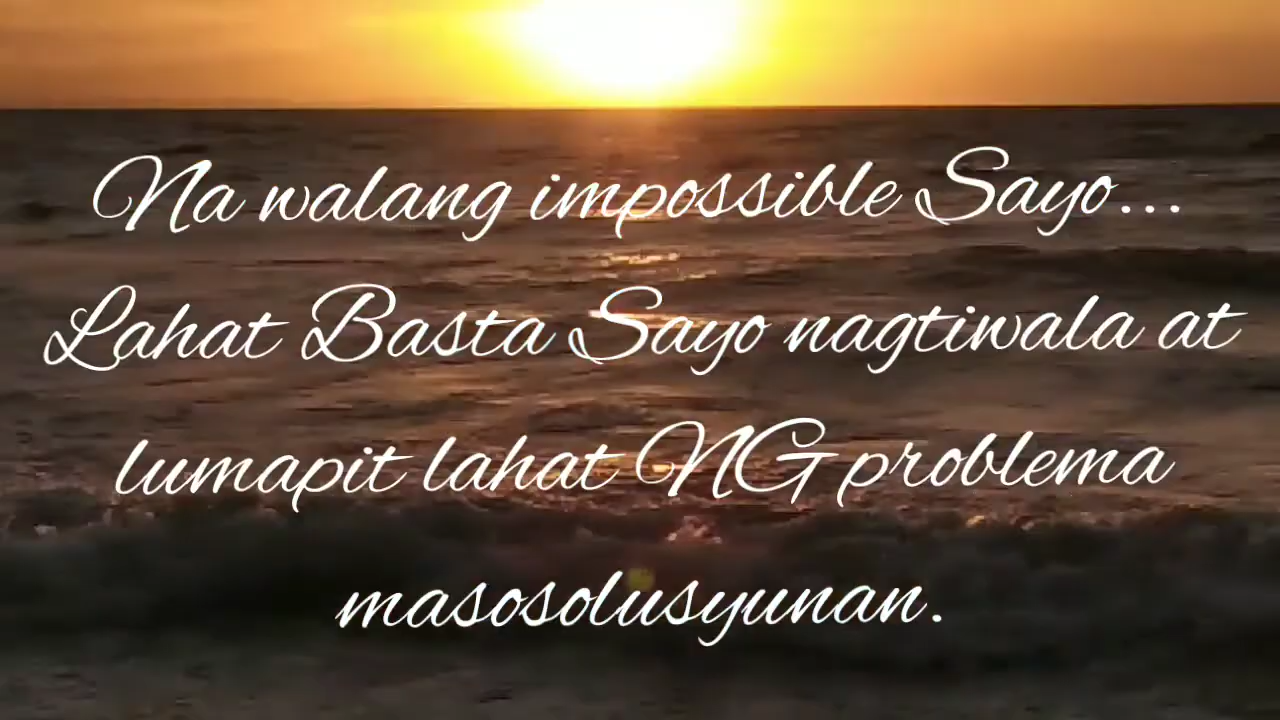 Na walang impossible Sayo...
Lahat Basta Sayo nagtiwala at
lumapit lahat NG problema
masosolusyunan.